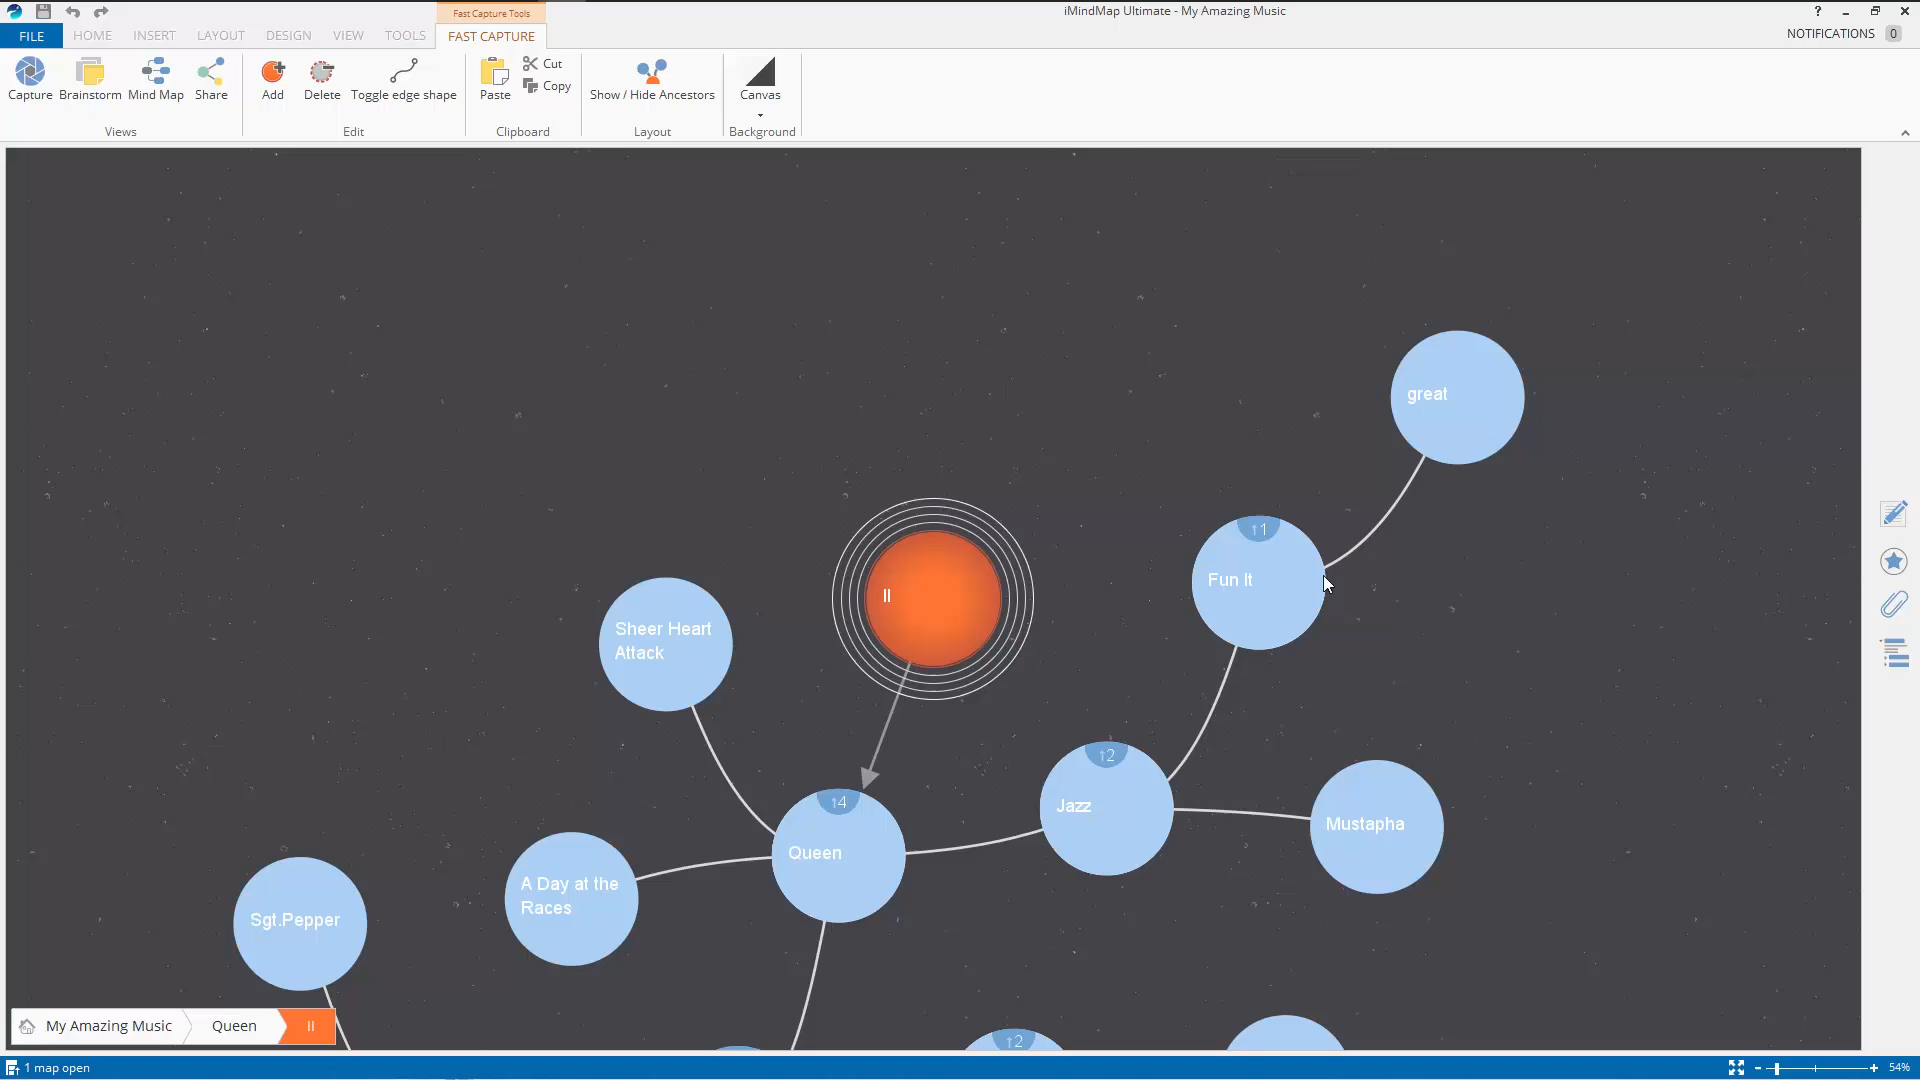 Fast Capture Tools
iMindMap Ultimate - My Amazing Music
?
FILE
HOME
INSERT
LAYOUT
DESIGN
VIEW
TOOLS
FAST CAPTURE
NOTIFICATIONS 0
Capture
Brainstorm
Mind Map
Share
Add
Delete
Toggle edge shape
Paste
Cut
Copy
Show / Hide Ancestors
Canvas
Views
Edit
Clipboard
Layout
Background
great
↑1
Fun It
II
Sheer Heart
Attack
↑2
Jazz
↑4
Queen
Mustapha
A Day at the
Races
Sgt.Pepper
↑2
My Amazing Music
Queen
II
1 map open
54%